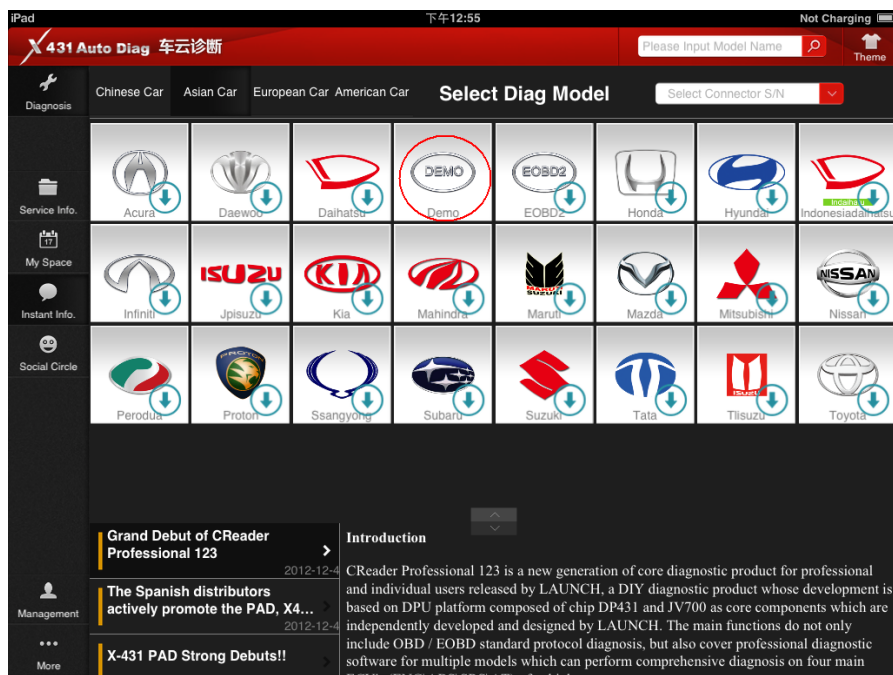 iPad
下午12:55
Not Charging
X 431 Auto Diag 车云诊断
Please Input Model Name
Theme
Diagnosis
Chinese Car
Asian Car
European Car
American Car
Select Diag Model
Select Connector S/N
Service Info.
17
My Space
Instant Info.
Social Circle
Acura
Daewoo
Daihatsu
DEMO
Demo
EOBD2
EOBD2
Honda
Hyundai
Indaihatu
Indonesiadaihatsu
Infiniti
ISUZU
Jpisuzu
KIA
Kia
Mahindra
MARUTI
SUZUKI
Maruti
Mazda
Mitsubishi
NISSAN
Nissan
Perodua
PROTON
Proton
Ssangyong
Subaru
Suzuki
Tata
ISUZU
Tlisuzu
Toyota
Grand Debut of CReader
Professional 123
2012-12-4
The Spanish distributors
actively promote the PAD, X4...
2012-12-4
X-431 PAD Strong Debuts!!
Management
More
Introduction
CReader Professional 123 is a new generation of core diagnostic product for professional
and individual users released by LAUNCH, a DIY diagnostic product whose development is
based on DPU platform composed of chip DP431 and JV700 as core components which are
independently developed and designed by LAUNCH. The main functions do not only
include OBD / EOBD standard protocol diagnosis, but also cover professional diagnostic
software for multiple models which can perform comprehensive diagnosis on four main